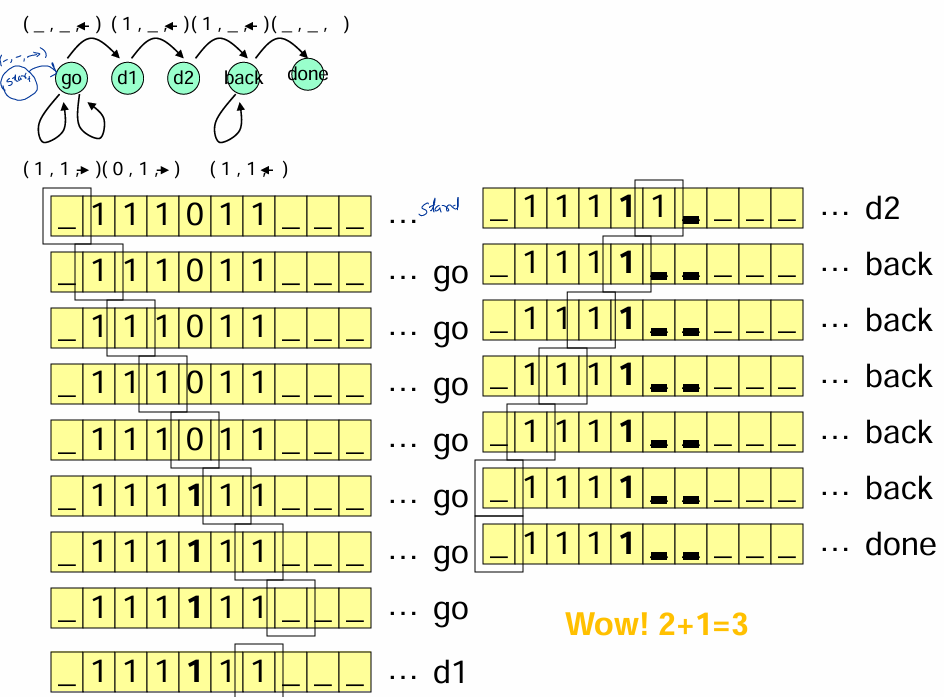 (_,_,←) (1,_,←)(1,_,←)(_,_, )
(-,-,→)
start go d1 d2 back done
(1,1,→)(0,1,→) (1,1←)
_ 1 1 1 0 1 1 _ _ _ ... start
_ 1 1 1 0 1 1 _ _ _ ... go
_ 1 1 1 0 1 1 _ _ _ ... go
_ 1 1 1 0 1 1 _ _ _ ... go
_ 1 1 1 0 1 1 _ _ _ ... go
_ 1 1 1 1 1 1 _ _ _ ... go
_ 1 1 1 1 1 1 _ _ _ ... go
_ 1 1 1 1 1 1 _ _ _ ... go
_ 1 1 1 1 1 1 _ _ _ ... d1
_ 1 1 1 1 1 _ _ _ _ ... d2
_ 1 1 1 1 _ _ _ _ _ ... back
_ 1 1 1 1 _ _ _ _ _ ... back
_ 1 1 1 1 _ _ _ _ _ ... back
_ 1 1 1 1 _ _ _ _ _ ... back
_ 1 1 1 1 _ _ _ _ _ ... back
_ 1 1 1 1 _ _ _ _ _ ... done
Wow! 2+1=3